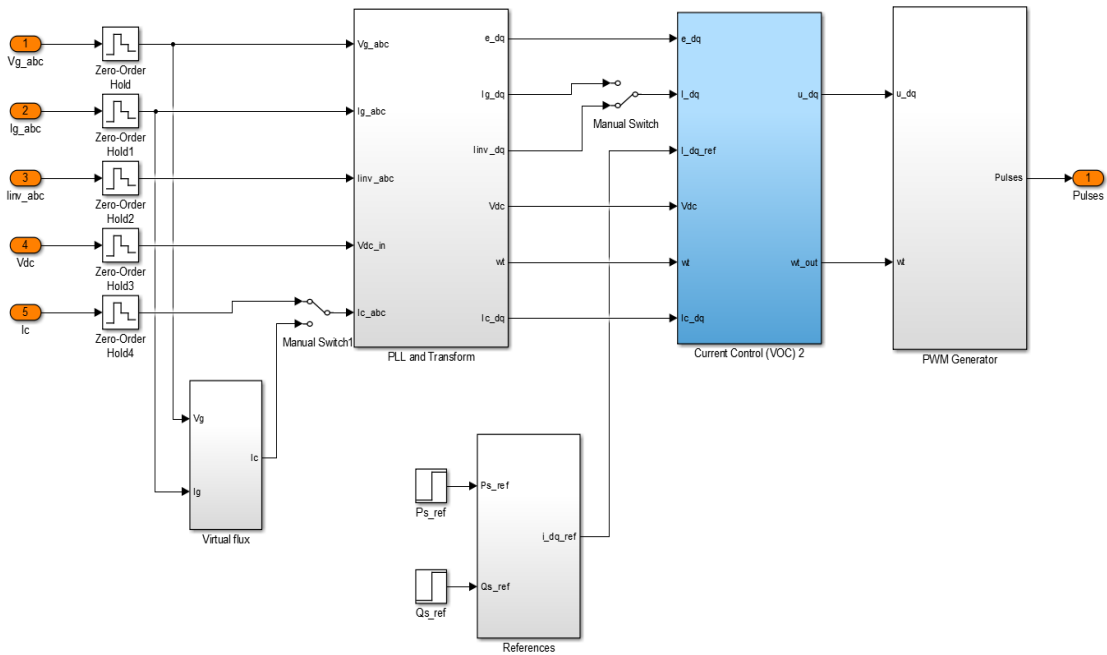 1
Vg_abc
Zero-Order
Hold
2
Ig_abc
Zero-Order
Hold1
3
Iinv_abc
Zero-Order
Hold2
4
Vdc
Zero-Order
Hold3
5
Ic
Zero-Order
Hold4
Manual Switch1
Vg_abc
Ig_abc
Iinv_abc
Vdc_in
Ic_abc
e_dq
Ig_dq
Iinv_dq
Vdc
wt
Ic_dq
PLL and Transform
Manual Switch
e_dq
I_dq
I_dq_ref
Vdc
wt
Ic_dq
u_dq
wt_out
Current Control (VOC) 2
u_dq
wt
Pulses
PWM Generator
1
Pulses
Vg
Ig
Ic
Virtual flux
Ps_ref
Qs_ref
Ps_ref
Qs_ref
i_dq_ref
References